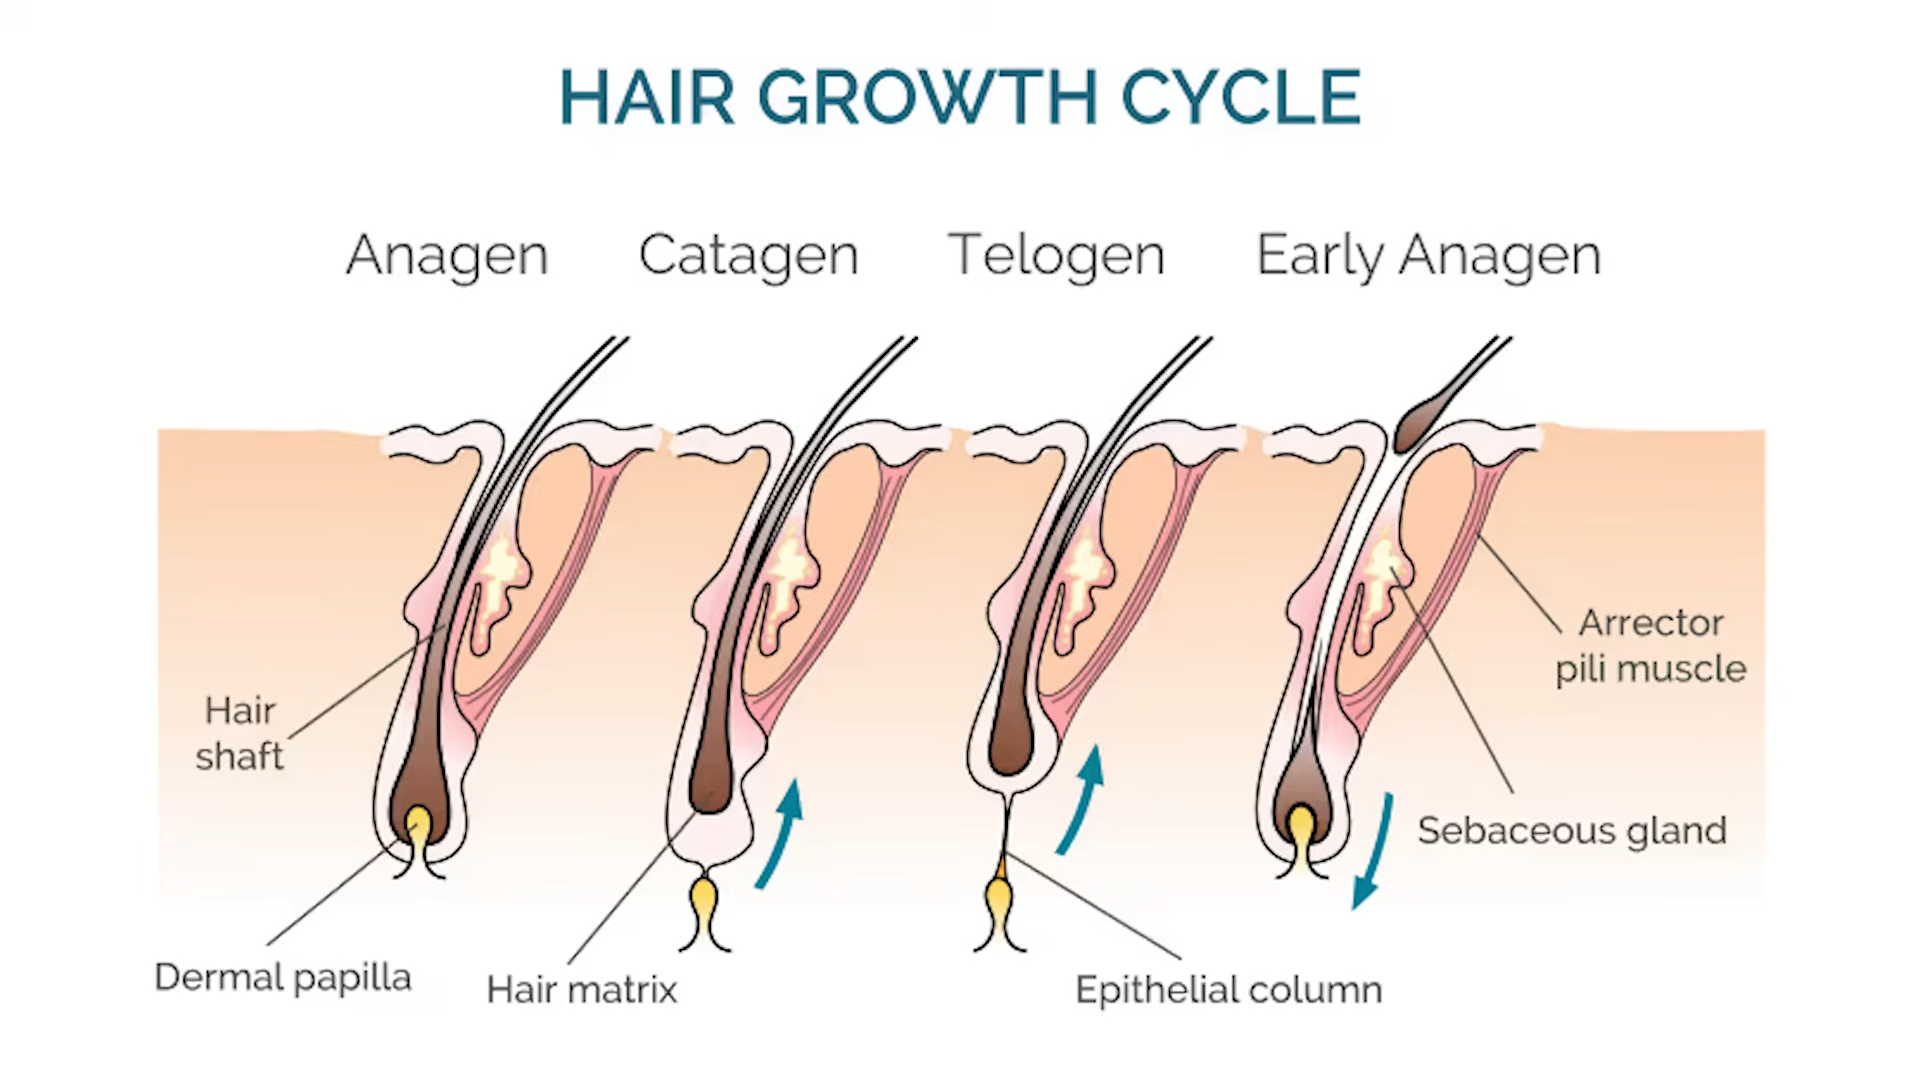 HAIR GROWTH CYCLE
Anagen
Catagen
Telogen
Early Anagen
Hair
shaft
Arrector
pili muscle
Sebaceous gland
Dermal papilla
Hair matrix
Epithelial column